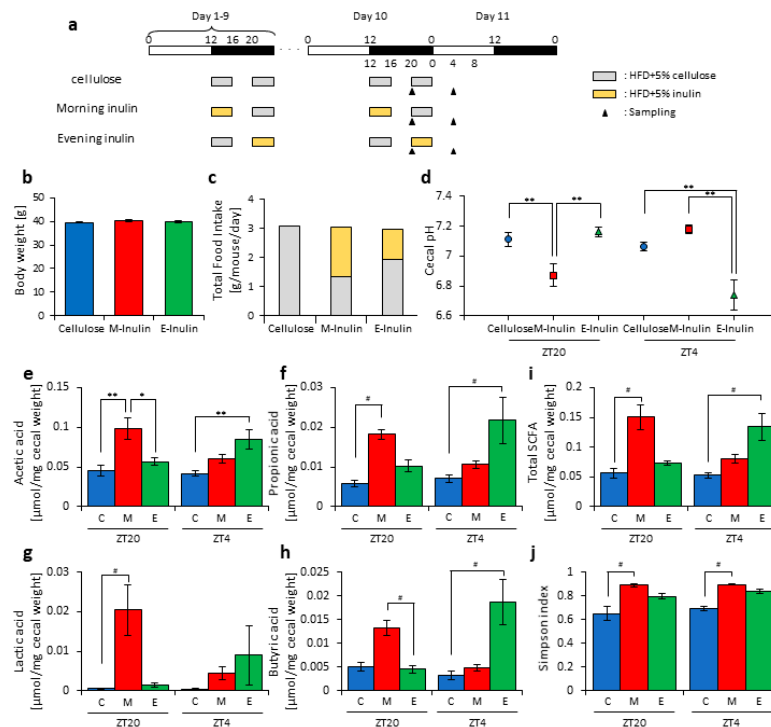 a
Day 1-9
Day 10
Day 11
0 12 16 20 0 12 0 12 0
12 16 20 0 4 8
cellulose
Morning inulin
Evening inulin
: HFD+5% cellulose
: HFD+5% inulin
: Sampling
b
Body weight [g]
50
40
30
20
10
0
Cellulose M-Inulin E-Inulin
c
Total Food Intake
[g/mouse/day]
4
3
2
1
0
Cellulose M-Inulin E-Inulin
d
Cecal pH
7.4
7.2
7
6.8
6.6
** ** ** **
Cellulose M-Inulin E-Inulin Cellulose M-Inulin E-Inulin
ZT20 ZT4
e
Acetic acid
[μmol/mg cecal weight]
0.15
0.1
0.05
0
** * **
C M E C M E
ZT20 ZT4
f
Propionic acid
[μmol/mg cecal weight]
0.03
0.02
0.01
0
# #
C M E C M E
ZT20 ZT4
i
Total SCFA
[μmol/mg cecal weight]
0.2
0.15
0.1
0.05
0
# #
C M E C M E
ZT20 ZT4
g
Lactic acid
[μmol/mg cecal weight]
0.03
0.02
0.01
0
#
C M E C M E
ZT20 ZT4
h
Butyric acid
[μmol/mg cecal weight]
0.025
0.02
0.015
0.01
0.005
0
# #
C M E C M E
ZT20 ZT4
j
Simpson index
1
0.8
0.6
0.4
0.2
0
# #
C M E C M E
ZT20 ZT4